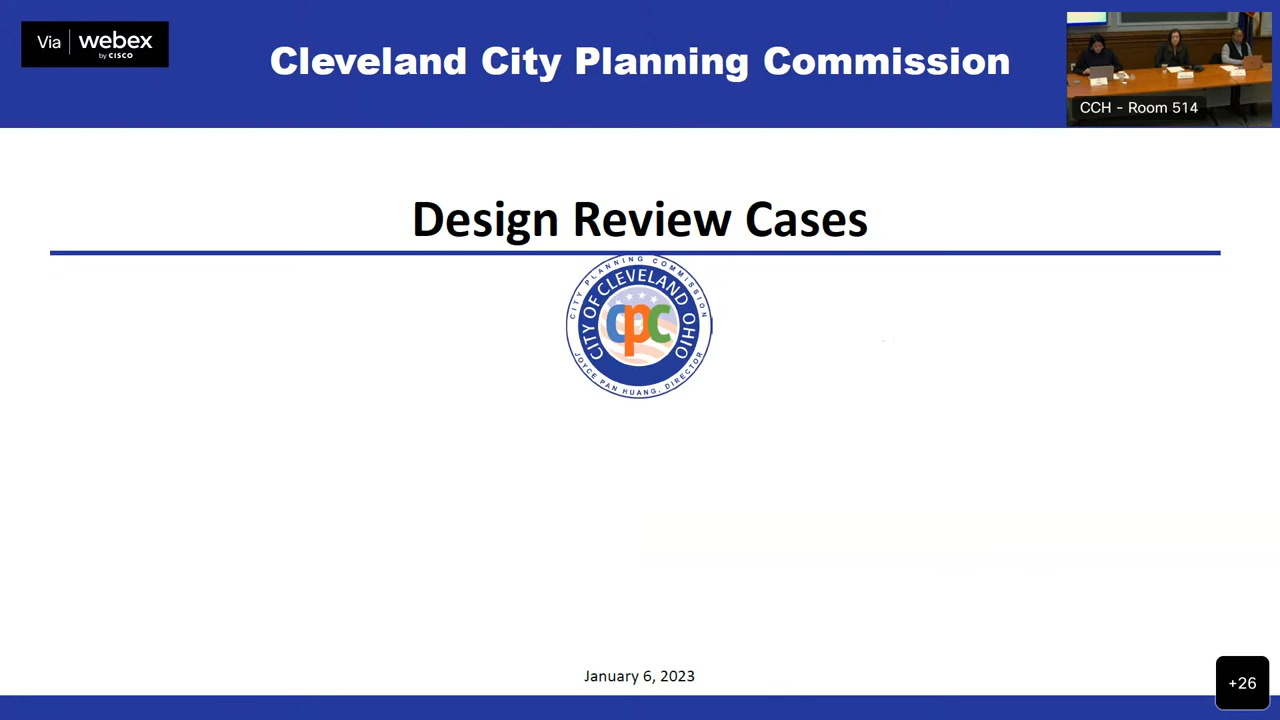 Via webex
by CISCO
Cleveland City Planning Commission
CCH - Room 514
Design Review Cases
CITY PLANNING COMMISSION
CITY OF CLEVELAND OHIO
cpc
JOYCE PAN HUANG, DIRECTOR
January 6, 2023
+26